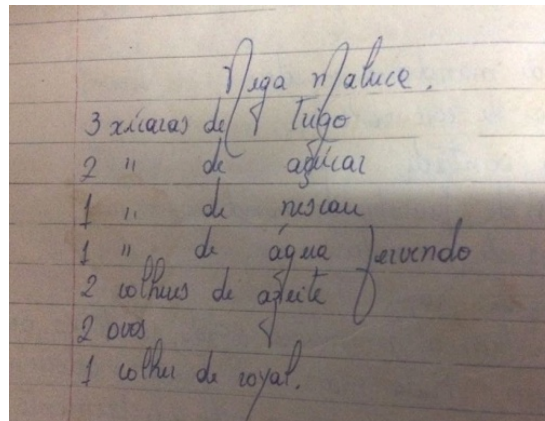 Nega Maluca.
3 xícaras de trigo
2 " de açúcar
1 " de nescau
1 " de água fervendo
2 colheres de azeite
2 ovos
1 colher de royal.